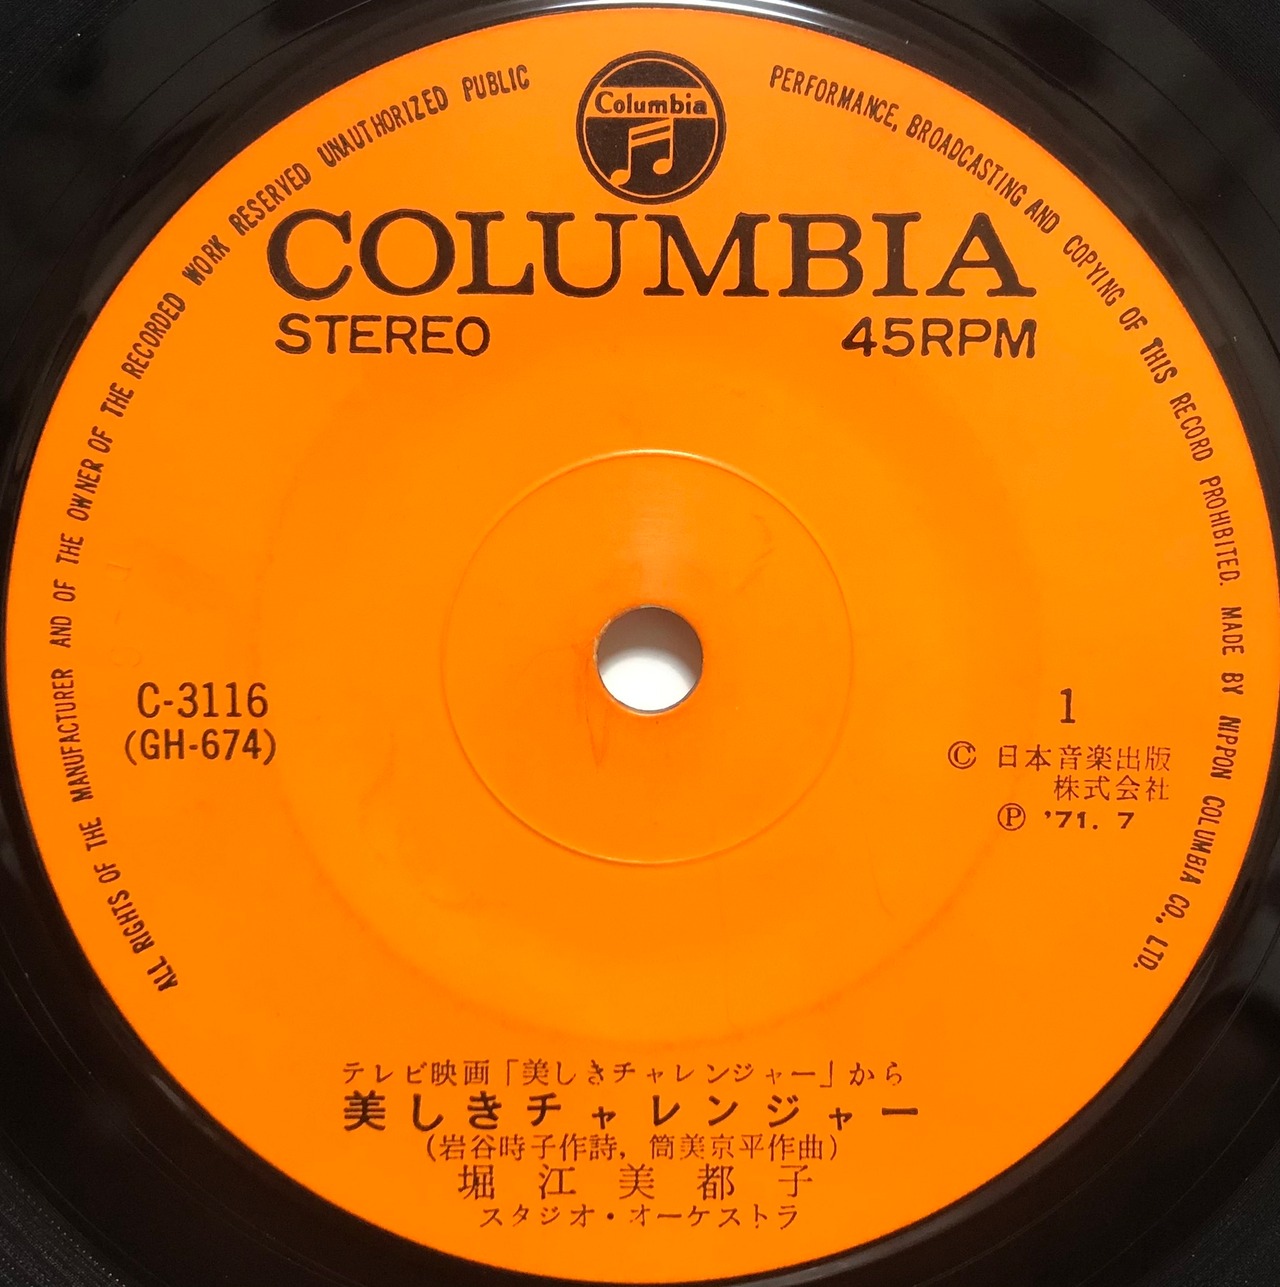 ALL RIGHTS OF THE MANUFACTURER AND OF THE OWNER OF THE RECORDED WORK RESERVED UNAUTHORIZED PUBLIC PERFORMANCE, BROADCASTING AND COPYING OF THIS RECORD PROHIBITED. MADE BY NIPPON COLUMBIA CO., LTD.
Columbia
COLUMBIA
STEREO 45RPM
C-3116
(GH-674)
1
© 日本音楽出版
株式会社
Ⓟ '71. 7
テレビ映画「美しきチャレンジャー」から
美しきチャレンジャー
(岩谷時子作詩, 筒美京平作曲)
堀江美都子
スタジオ・オーケストラ